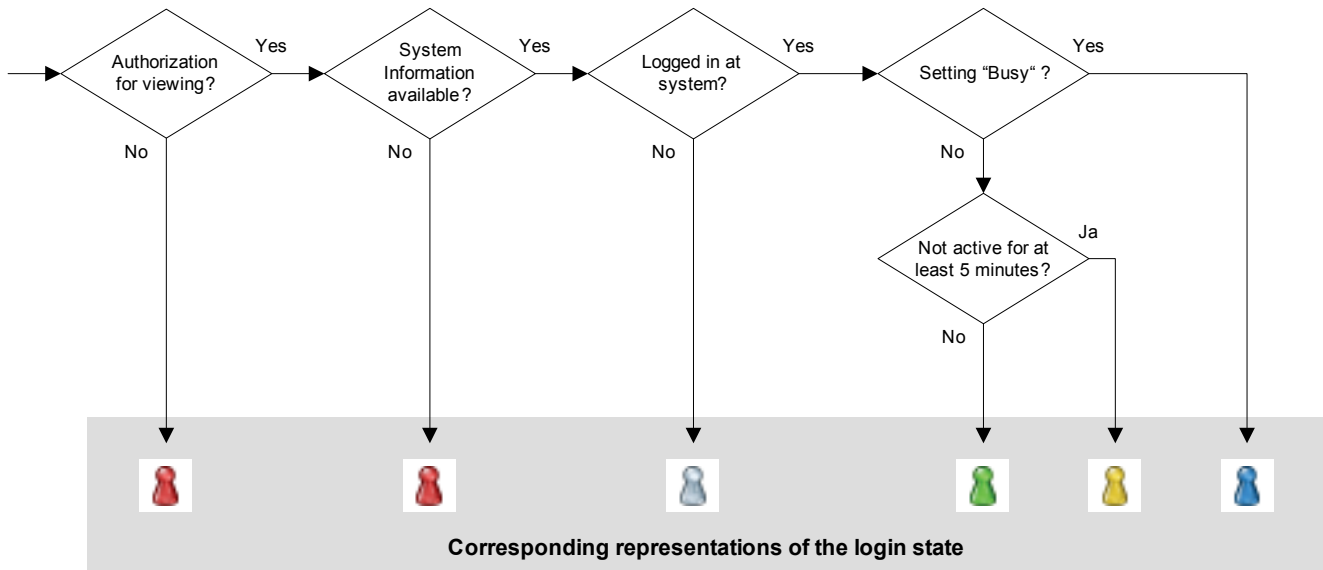 Authorization
for viewing?
Yes
No
System
Information
available?
Yes
No
Logged in at
system?
Yes
No
Setting “Busy“ ?
Yes
No
Not active for at
least 5 minutes?
Ja
No
Corresponding representations of the login state